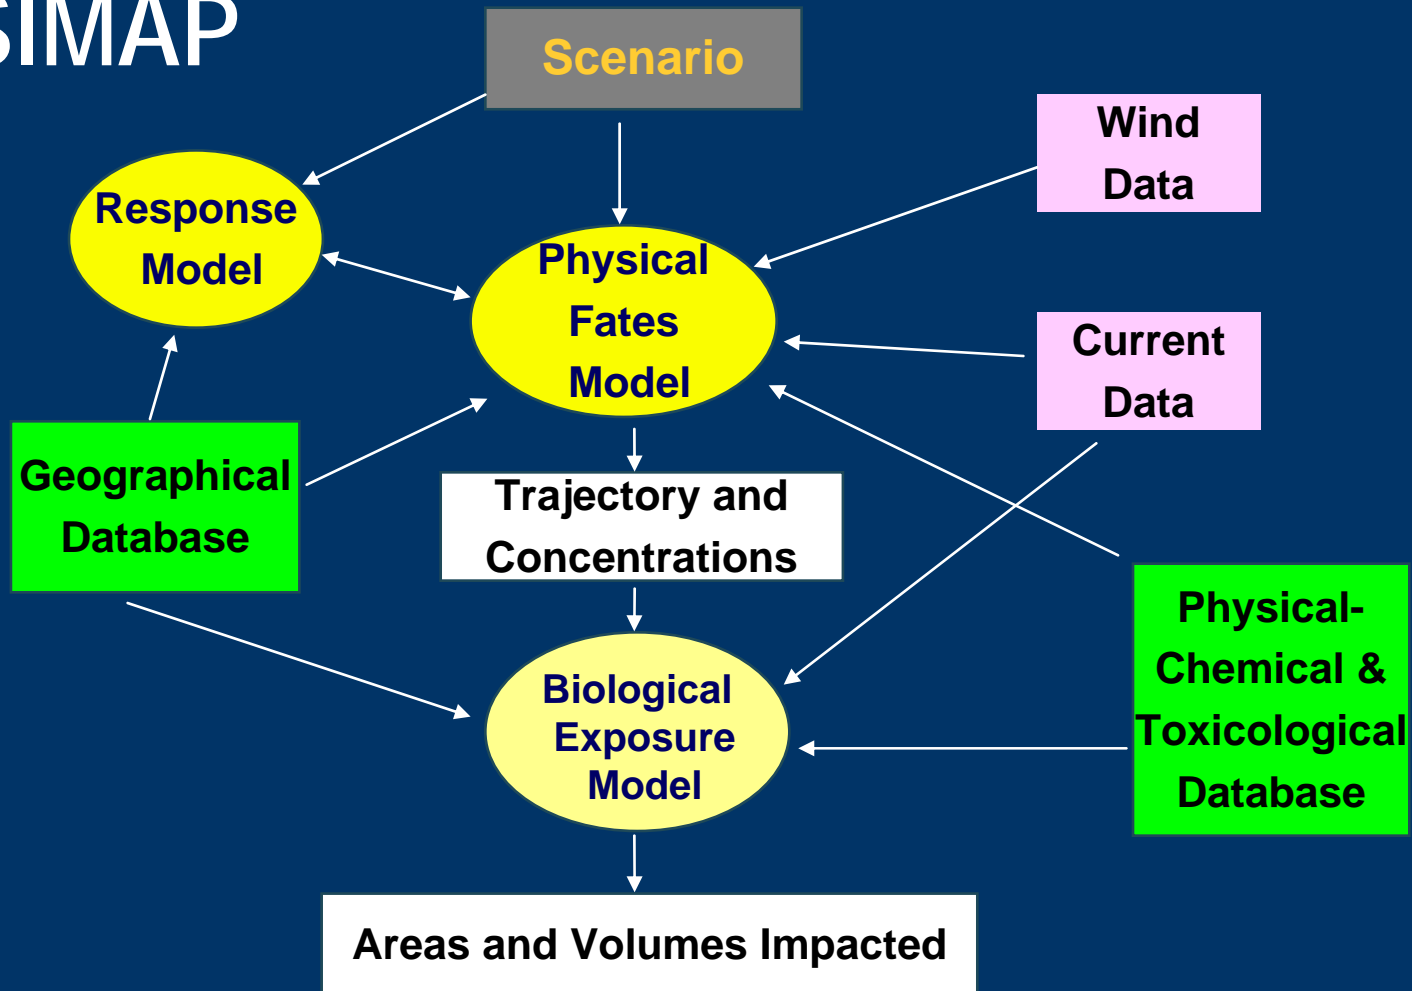 SIMAP
Scenario
Wind
Data
Response
Model
Physical
Fates
Model
Current
Data
Geographical
Database
Trajectory and
Concentrations
Physical-
Chemical &
Toxicological
Database
Biological
Exposure
Model
Areas and Volumes Impacted